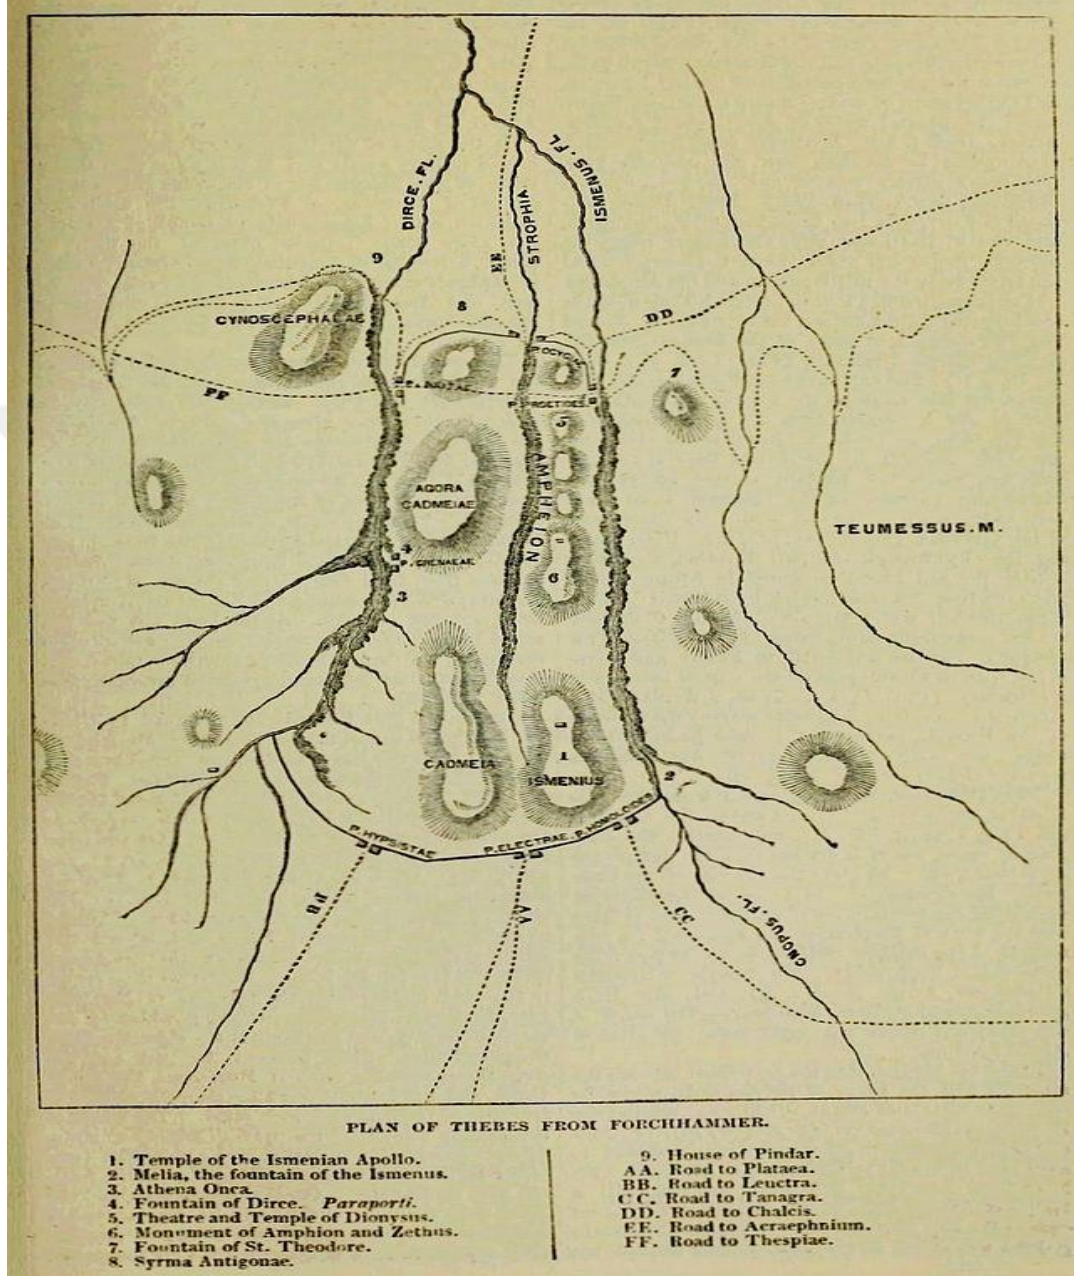 DIRCE. FL.
ISMENUS. FL
STROPHIA
EE
9
8
CYNOSCEPHALAE
DD
7
FF
P. OCYGIAE
P. PROETIDES
5
AGORA
CADMEIAE
AMPHEION
TEUMESSUS. M.
4
P. CRENAEAE
6
3
1
CADMEIA
ISMENIUS
2
P. HYPSISTAE
P. ELECTRAE
P. HOMOLOIDES
BB
AA
CC
CNOPUS. FL.
PLAN OF THEBES FROM FORCHHAMMER.
1. Temple of the Ismenian Apollo.
2. Melia, the fountain of the Ismenus.
3. Athena Onca.
4. Fountain of Dirce. Paraporti.
5. Theatre and Temple of Dionysus.
6. Monument of Amphion and Zethus.
7. Fountain of St. Theodore.
8. Syrma Antigonae.
9. House of Pindar.
AA. Road to Plataea.
BB. Road to Leuctra.
CC. Road to Tanagra.
DD. Road to Chalcis.
EE. Road to Acraephnium.
FF. Road to Thespiae.